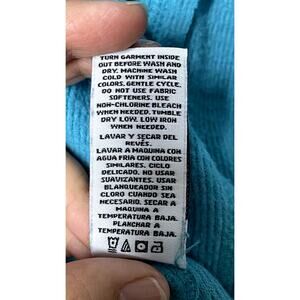 TURN GARMENT INSIDE
OUT BEFORE WASH AND
DRY. MACHINE WASH
COLD WITH SIMILAR
COLORS, GENTLE CYCLE.
DO NOT USE FABRIC
SOFTENERS. USE
NON-CHLORINE BLEACH
WHEN NEEDED. TUMBLE
DRY LOW. LOW IRON
WHEN NEEDED.
LAVAR Y SECAR DEL
REVÉS.
LAVAR A MAQUINA CON
AGUA FRIA CON COLORES
SIMILARES. CICLO
DELICADO. NO USAR
SUAVIZANTES. USAR
BLANQUEADOR SIN
CLORO CUANDO SEA
NECESARIO. SECAR A
MAQUINA A
TEMPERATURA BAJA.
PLANCHAR A
TEMPERATURA BAJA.